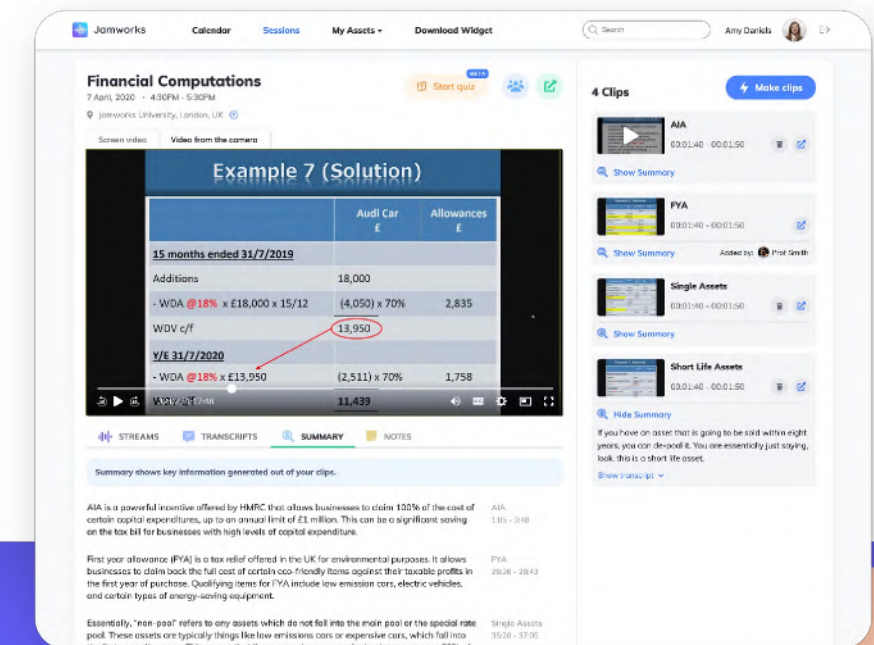 Jamworks
Calendar
Sessions
My Assets
Download Widget
Search
Amy Daniels
Financial Computations
7 April, 2020 · 4:30PM - 5:30PM
Jamworks University, London, UK
BETA
Start quiz
Screen video
Video from the camera
Example 7 (Solution)
Audi Car Allowances
£ £
15 months ended 31/7/2019
Additions 18,000
- WDA @18% x £18,000 x 15/12 (4,050) x 70% 2,835
WDV c/f 13,950
Y/E 31/7/2020
- WDA @18% x £13,950 (2,511) x 70% 1,758
11,439
STREAMS
TRANSCRIPTS
SUMMARY
NOTES
Summary shows key information generated out of your clips.
AIA is a powerful incentive offered by HMRC that allows businesses to claim 100% of the cost of
certain capital expenditures, up to an annual limit of £1 million. This can be a significant saving
on the tax bill for businesses with high levels of capital expenditure.
AIA
1:05 - 3:48
First year allowance (FYA) is a tax relief offered in the UK for environmental purposes. It allows
businesses to claim back the full cost of certain eco-friendly items against their taxable profits in
the first year of purchase. Qualifying items for FYA include low emission cars, electric vehicles,
and certain types of energy-saving equipment.
FYA
26:26 - 28:43
Essentially, "non-pool" refers to any assets which do not fall into the main pool or the special rate
pool. These assets are typically things like low emissions cars or expensive cars, which fall into
Single Assets
35:20 - 37:05
4 Clips
Make clips
AIA
00:01:40 - 00:01:50
Show Summary
FYA
00:01:40 - 00:01:50
Show Summary
Added by: Prof Smith
Single Assets
00:01:40 - 00:01:50
Show Summary
Short Life Assets
00:01:40 - 00:01:50
Hide Summary
If you have an asset that is going to be sold within eight
years, you can de-pool it. You are essentially just saying,
look, this is a short life asset.
Show transcript